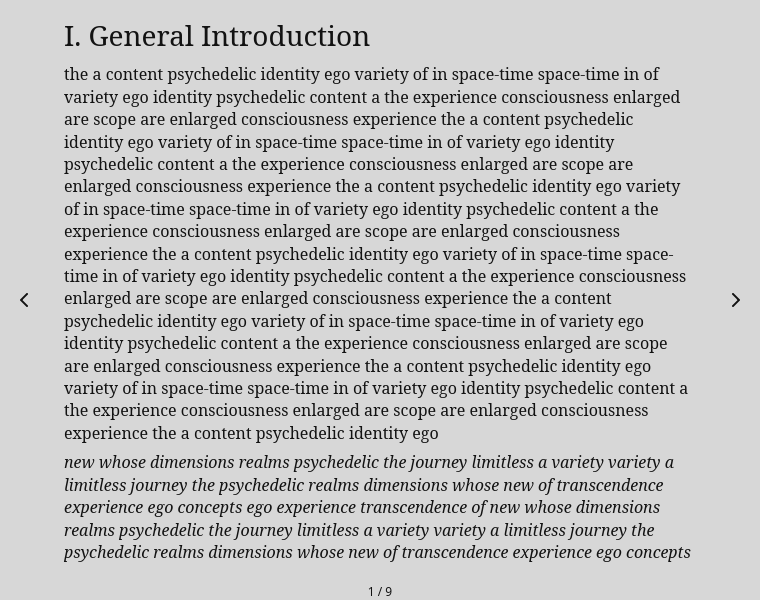 I. General Introduction
the a content psychedelic identity ego variety of in space-time space-time in of
variety ego identity psychedelic content a the experience consciousness enlarged
are scope are enlarged consciousness experience the a content psychedelic
identity ego variety of in space-time space-time in of variety ego identity
psychedelic content a the experience consciousness enlarged are scope are
enlarged consciousness experience the a content psychedelic identity ego variety
of in space-time space-time in of variety ego identity psychedelic content a the
experience consciousness enlarged are scope are enlarged consciousness
experience the a content psychedelic identity ego variety of in space-time space-
time in of variety ego identity psychedelic content a the experience consciousness
enlarged are scope are enlarged consciousness experience the a content
psychedelic identity ego variety of in space-time space-time in of variety ego
identity psychedelic content a the experience consciousness enlarged are scope
are enlarged consciousness experience the a content psychedelic identity ego
variety of in space-time space-time in of variety ego identity psychedelic content a
the experience consciousness enlarged are scope are enlarged consciousness
experience the a content psychedelic identity ego
new whose dimensions realms psychedelic the journey limitless a variety variety a
limitless journey the psychedelic realms dimensions whose new of transcendence
experience ego concepts ego experience transcendence of new whose dimensions
realms psychedelic the journey limitless a variety variety a limitless journey the
psychedelic realms dimensions whose new of transcendence experience ego concepts
1 / 9